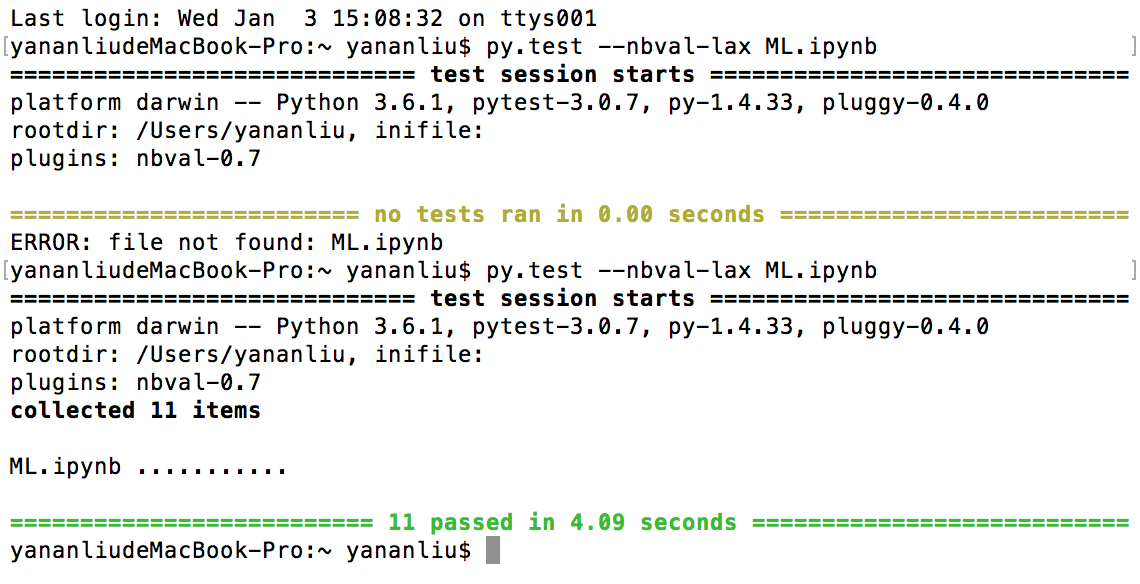 Last login: Wed Jan  3 15:08:32 on ttys001
[yananliudeMacBook-Pro:~ yananliu$ py.test --nbval-lax ML.ipynb ]
============================= test session starts ==============================
platform darwin -- Python 3.6.1, pytest-3.0.7, py-1.4.33, pluggy-0.4.0
rootdir: /Users/yananliu, inifile:
plugins: nbval-0.7
========================= no tests ran in 0.00 seconds =========================
ERROR: file not found: ML.ipynb
[yananliudeMacBook-Pro:~ yananliu$ py.test --nbval-lax ML.ipynb ]
============================= test session starts ==============================
platform darwin -- Python 3.6.1, pytest-3.0.7, py-1.4.33, pluggy-0.4.0
rootdir: /Users/yananliu, inifile:
plugins: nbval-0.7
collected 11 items
ML.ipynb ...........
========================== 11 passed in 4.09 seconds ===========================
yananliudeMacBook-Pro:~ yananliu$